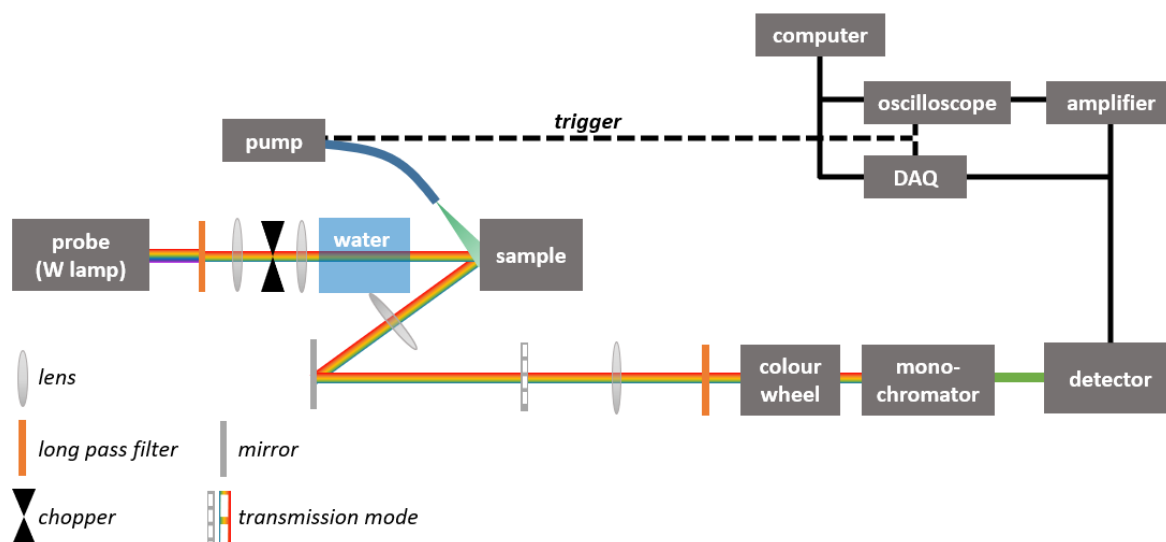 computer
oscilloscope
amplifier
trigger
pump
DAQ
probe
(W lamp)
water
sample
colour
wheel
mono-
chromator
detector
lens
long pass filter
mirror
chopper
transmission mode